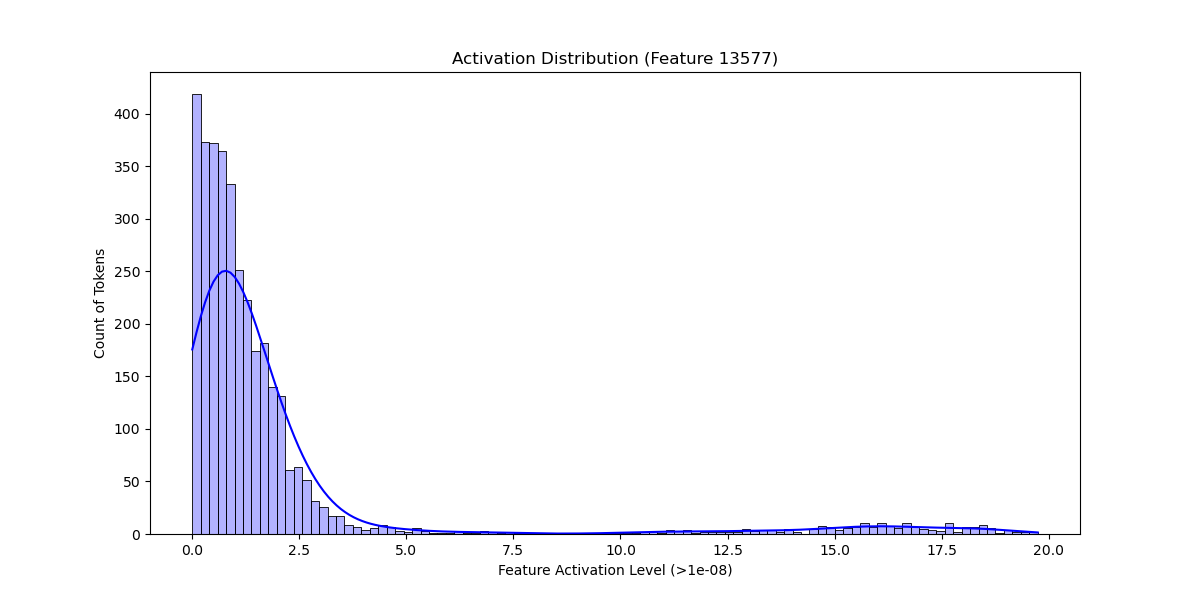 Activation Distribution (Feature 13577)
Count of Tokens
400
350
300
250
200
150
100
50
0
0.0 2.5 5.0 7.5 10.0 12.5 15.0 17.5 20.0
Feature Activation Level (>1e-08)